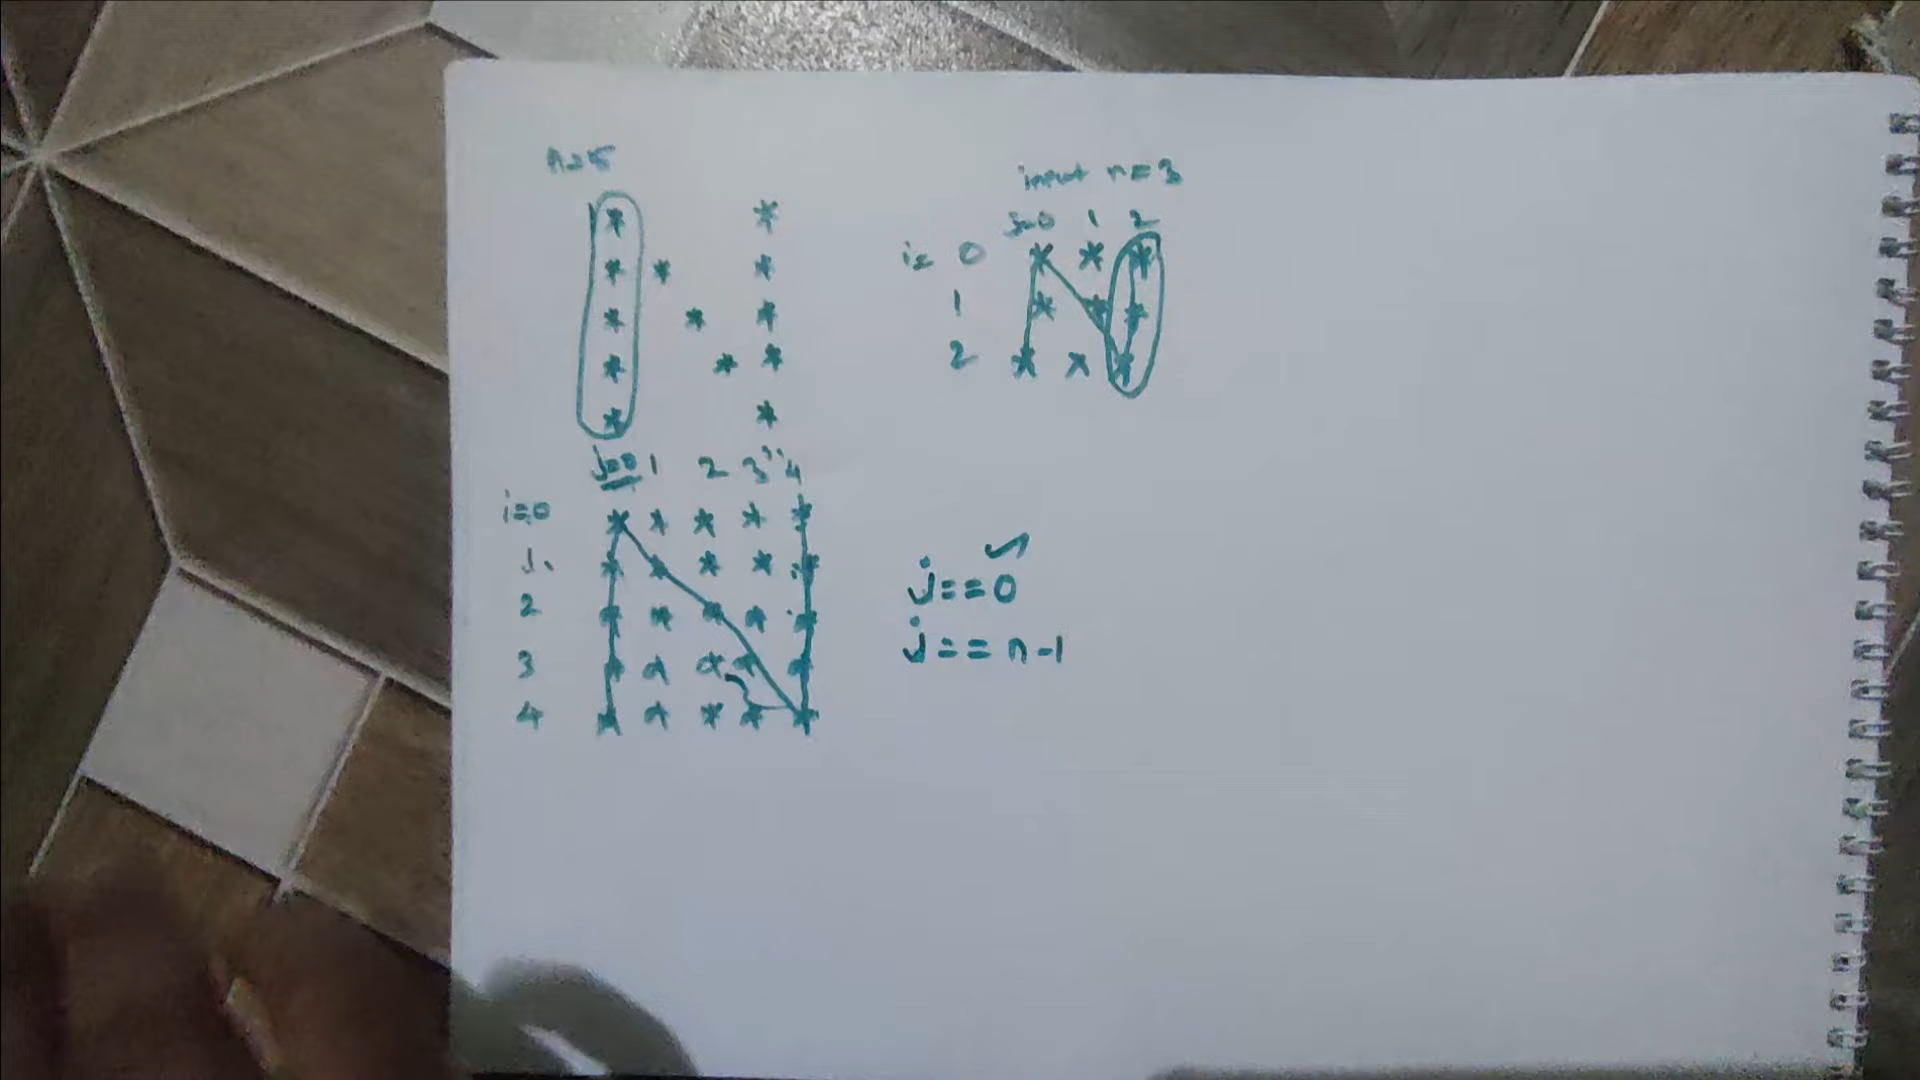 n=5
*       *
* *     *
*   *   *
*     * *
*       *
j=0 1 2 3 4
i=0 * * * * *
1. * * * * *
2 * * * * *
3 * * * * *
4 * * * * *
input n=3
j=0 1 2
i= 0 * * *
1 * * *
2 * * *
j==0
j==n-1